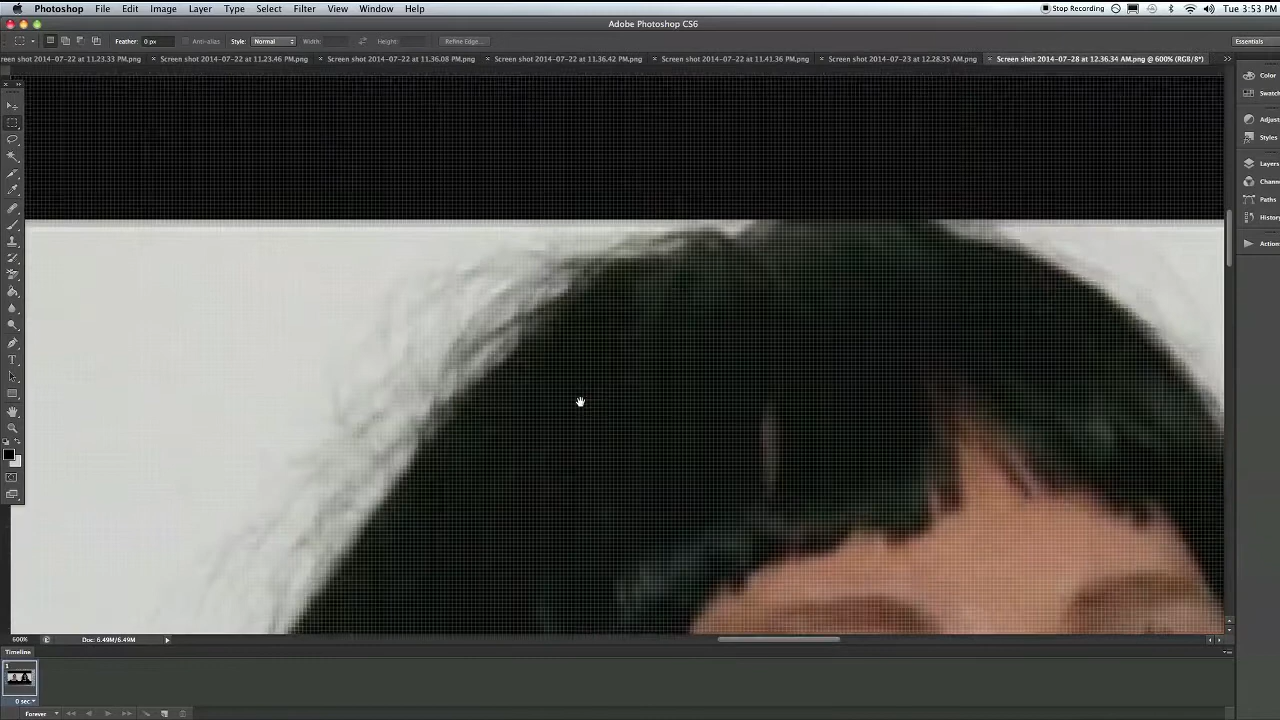 Photoshop File Edit Image Layer Type Select Filter View Window Help Stop Recording Tue 3:53 PM
Adobe Photoshop CS6
Feather: 0 px Anti-alias Style: Normal Width: Height: Refine Edge... Essentials
reen shot 2014-07-22 at 11.23.33 PM.png × Screen shot 2014-07-22 at 11.23.46 PM.png × Screen shot 2014-07-22 at 11.36.08 PM.png × Screen shot 2014-07-22 at 11.36.42 PM.png × Screen shot 2014-07-22 at 11.41.36 PM.png × Screen shot 2014-07-23 at 12.28.35 AM.png × Screen shot 2014-07-28 at 12.36.34 AM.png @ 600% (RGB/8*)
Color
Swatch
Adjust
Styles
Layers
Chann
Paths
History
Action
600% Doc: 6.49M/6.49M
Timeline
1
0 sec.
Forever